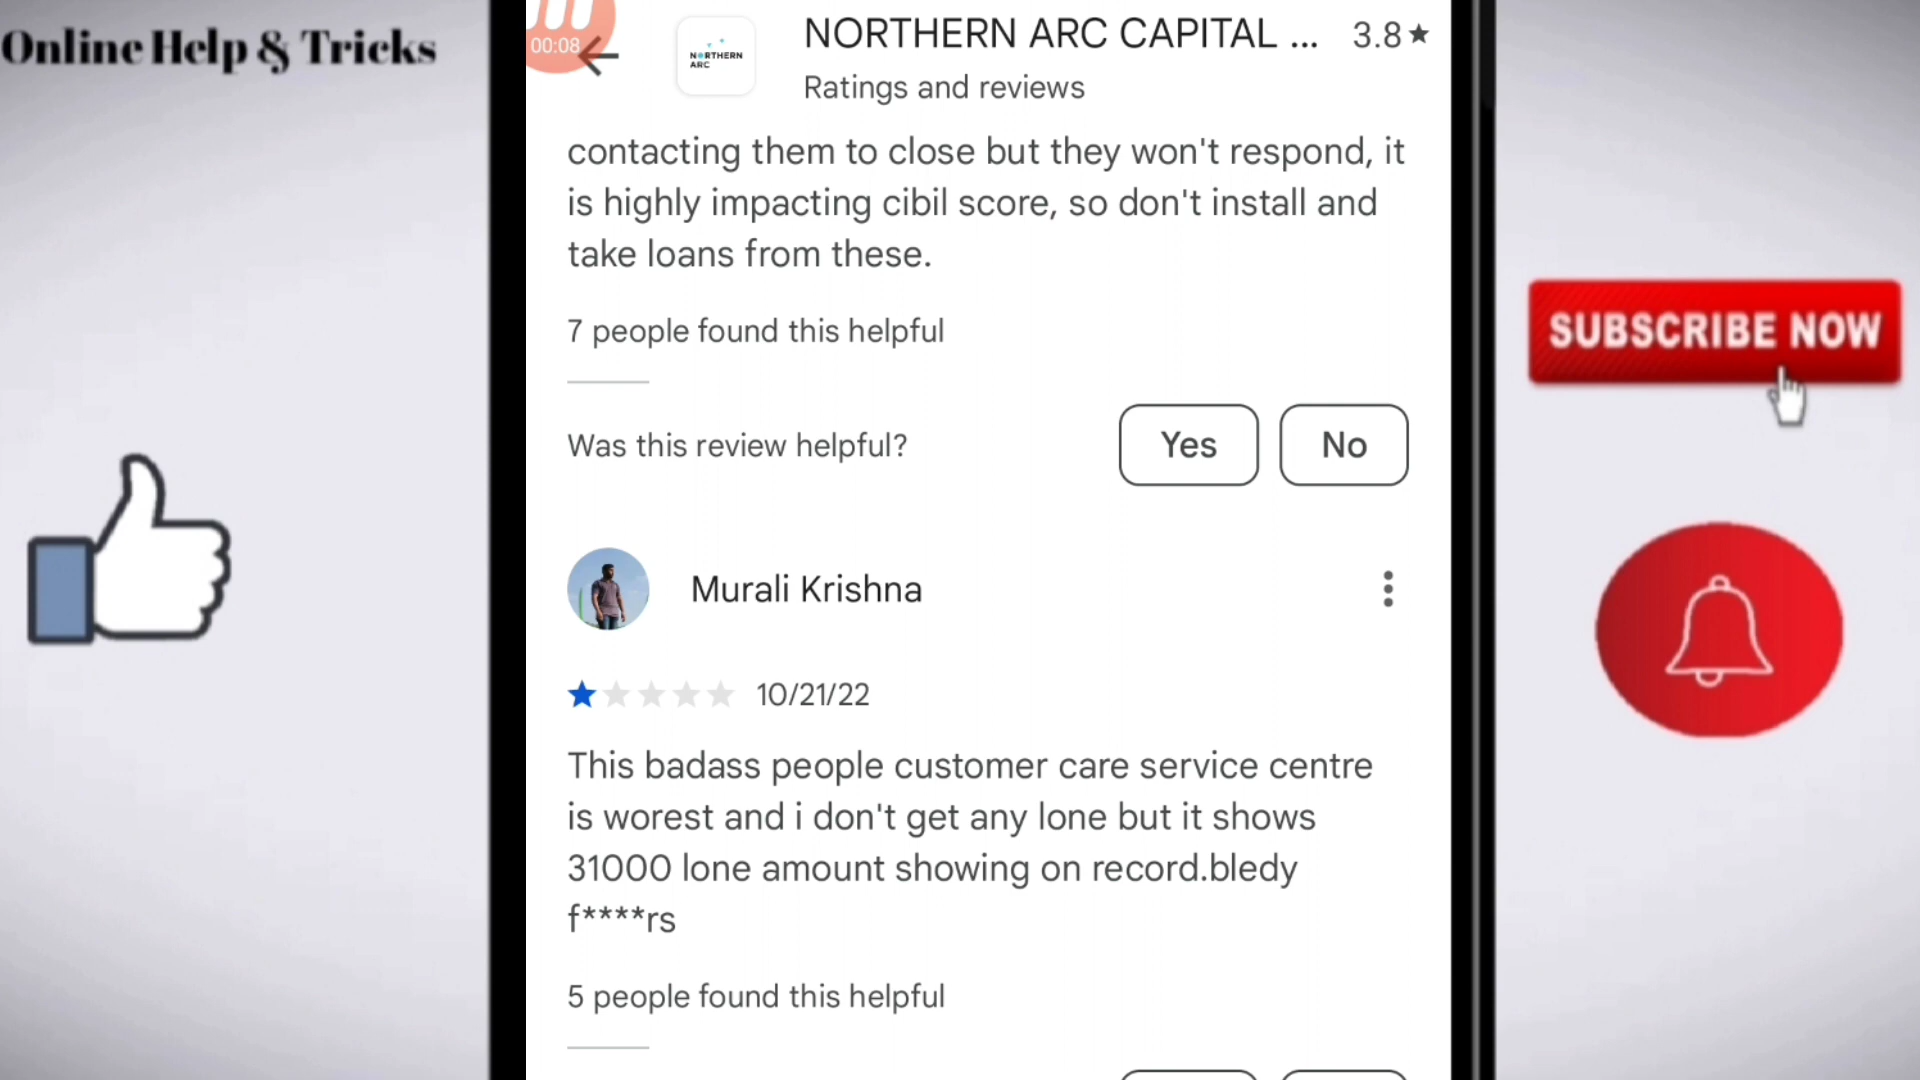 Online Help & Tricks
00:08
NORTHERN
ARC
NORTHERN ARC CAPITAL ...
3.8★
Ratings and reviews
contacting them to close but they won't respond, it
is highly impacting cibil score, so don't install and
take loans from these.
7 people found this helpful
Was this review helpful?
Yes
No
SUBSCRIBE NOW
Murali Krishna
10/21/22
This badass people customer care service centre
is worest and i don't get any lone but it shows
31000 lone amount showing on record.bledy
f****rs
5 people found this helpful